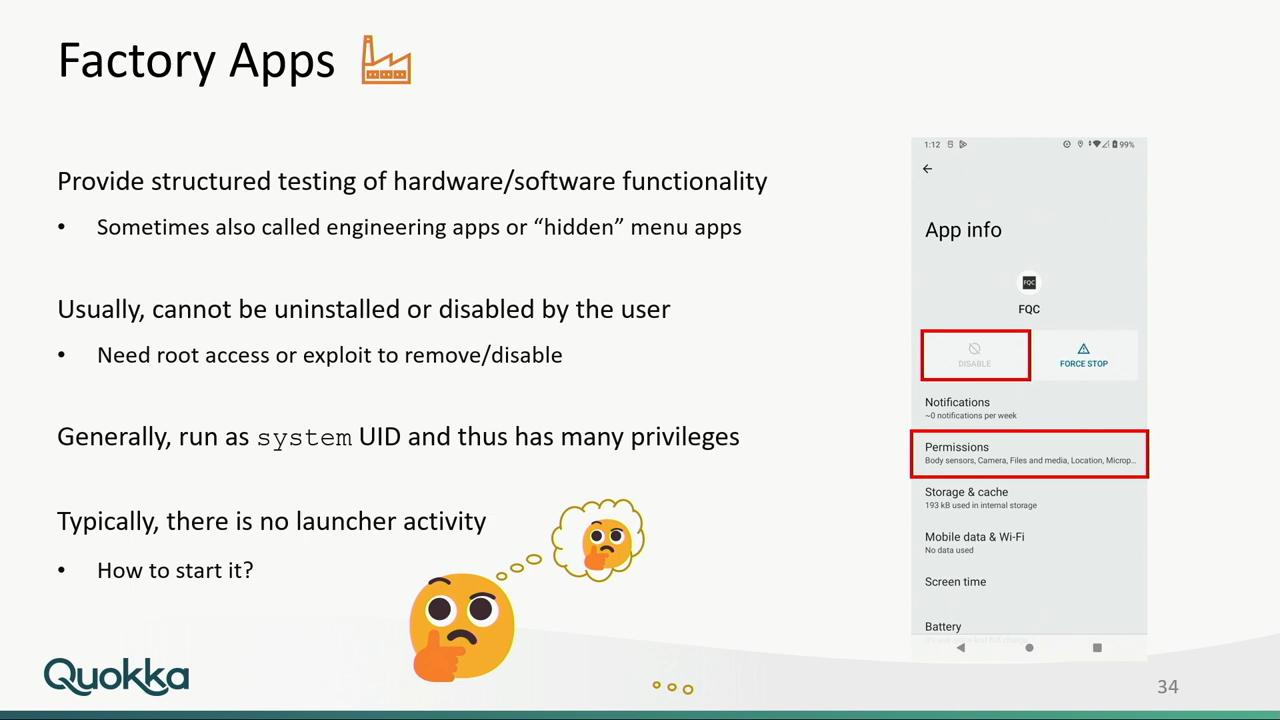 Factory Apps
Provide structured testing of hardware/software functionality
• Sometimes also called engineering apps or “hidden” menu apps
Usually, cannot be uninstalled or disabled by the user
• Need root access or exploit to remove/disable
Generally, run as system UID and thus has many privileges
Typically, there is no launcher activity
• How to start it?
1:12
99%
App info
FQC
FQC
DISABLE
FORCE STOP
Notifications
~0 notifications per week
Permissions
Body sensors, Camera, Files and media, Location, Microp...
Storage & cache
193 kB used in internal storage
Mobile data & Wi-Fi
No data used
Screen time
Battery
Quokka
34